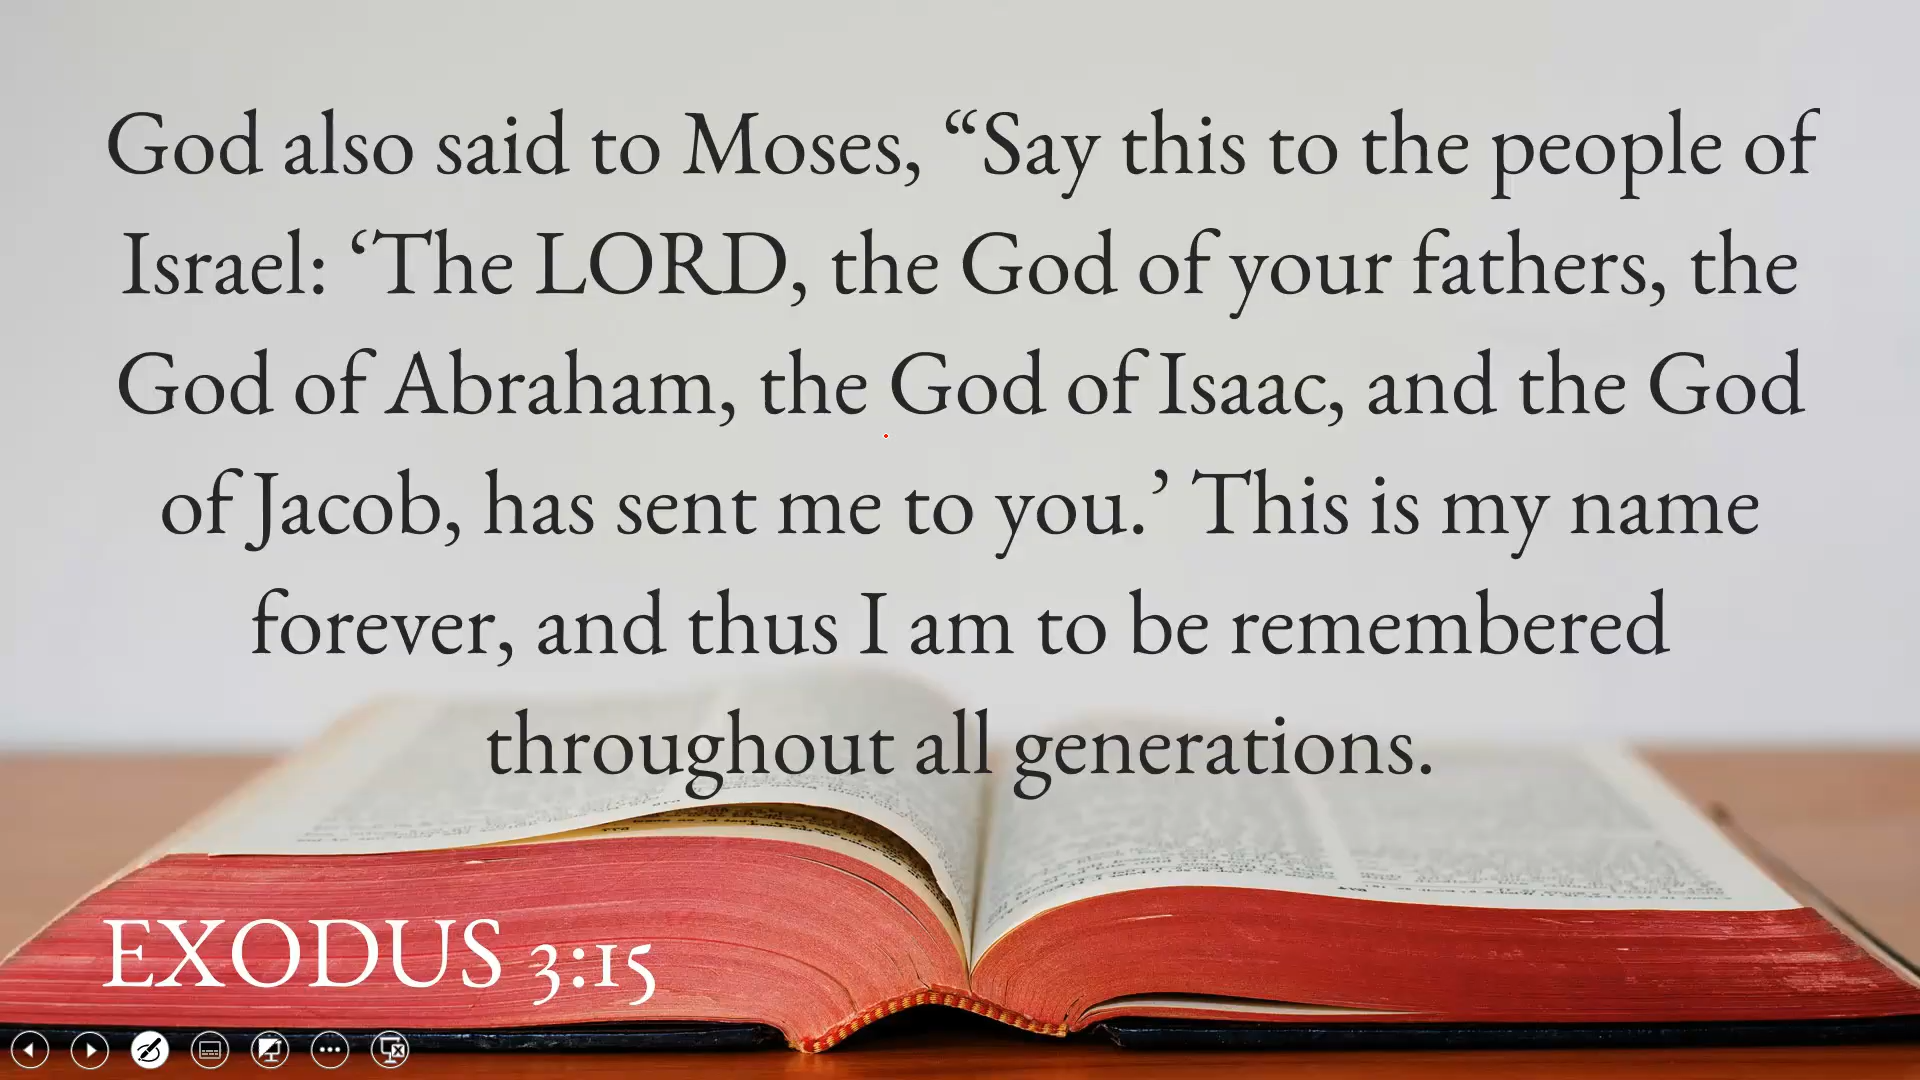 God also said to Moses, “Say this to the people of
Israel: ‘The LORD, the God of your fathers, the
God of Abraham, the God of Isaac, and the God
of Jacob, has sent me to you.’ This is my name
forever, and thus I am to be remembered
throughout all generations.
EXODUS 3:15